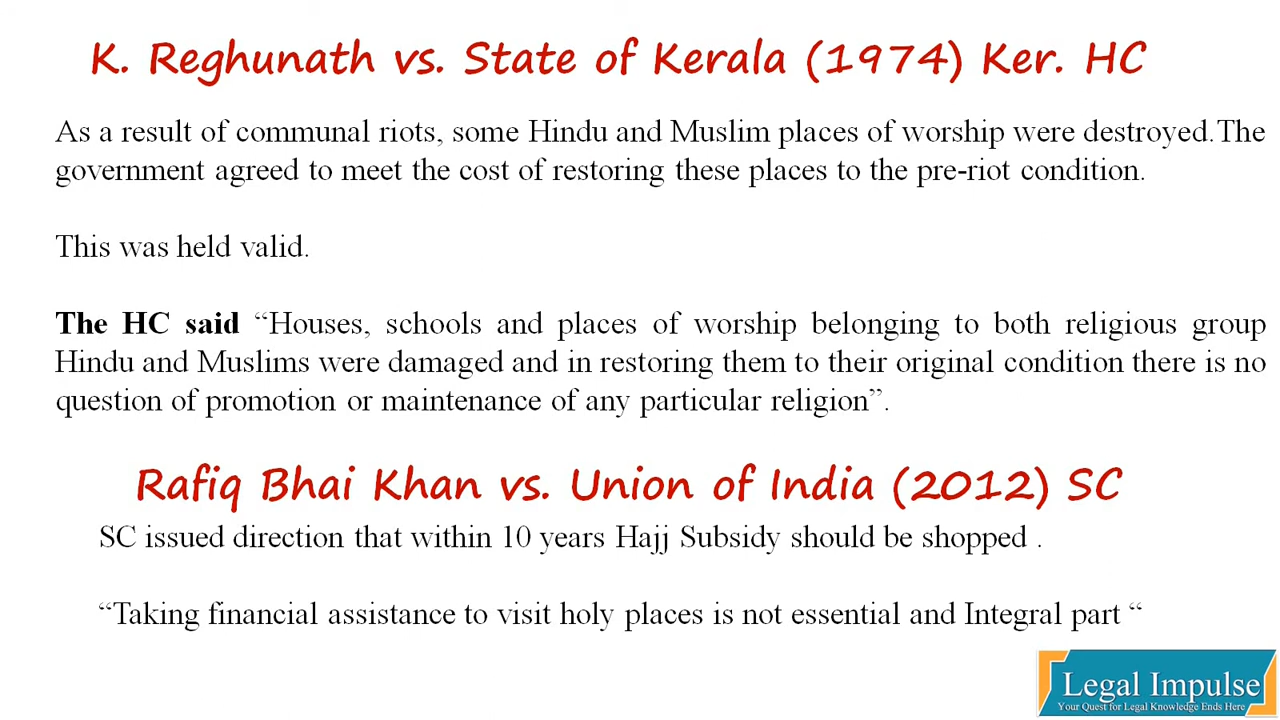 K. Reghunath vs. State of Kerala (1974) Ker. HC
As a result of communal riots, some Hindu and Muslim places of worship were destroyed.The
government agreed to meet the cost of restoring these places to the pre-riot condition.
This was held valid.
The HC said “Houses, schools and places of worship belonging to both religious group
Hindu and Muslims were damaged and in restoring them to their original condition there is no
question of promotion or maintenance of any particular religion”.
Rafiq Bhai Khan vs. Union of India (2012) SC
SC issued direction that within 10 years Hajj Subsidy should be shopped .
“Taking financial assistance to visit holy places is not essential and Integral part “
Legal Impulse
Your Quest for Legal Knowledge Ends Here